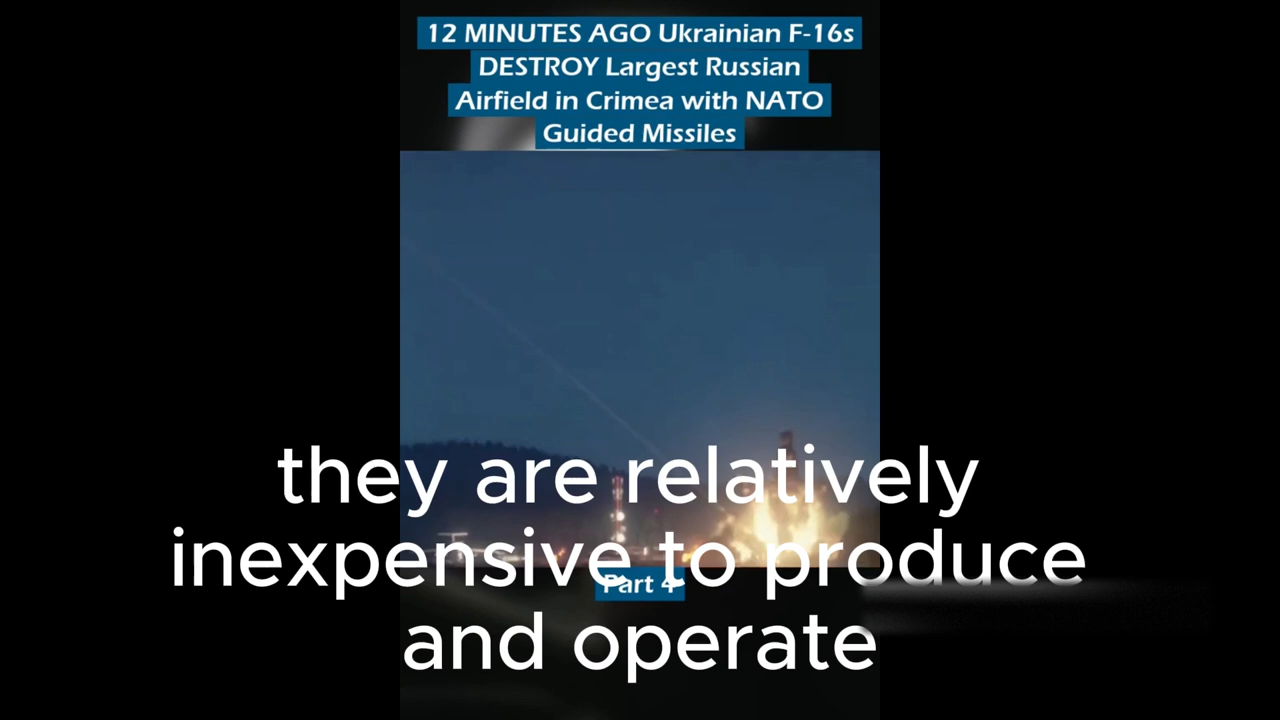 12 MINUTES AGO Ukrainian F-16s
DESTROY Largest Russian
Airfield in Crimea with NATO
Guided Missiles
they are relatively
inexpensive to produce
Part 4
and operate